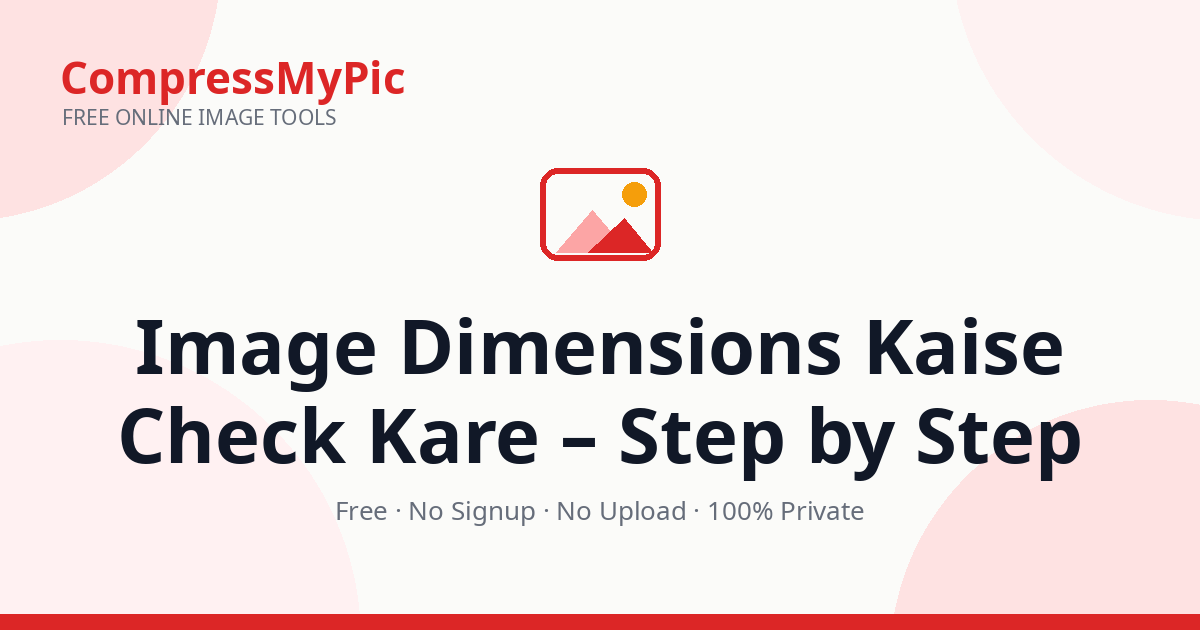 CompressMyPic
FREE ONLINE IMAGE TOOLS
Image Dimensions Kaise
Check Kare – Step by Step
Free · No Signup · No Upload · 100% Private